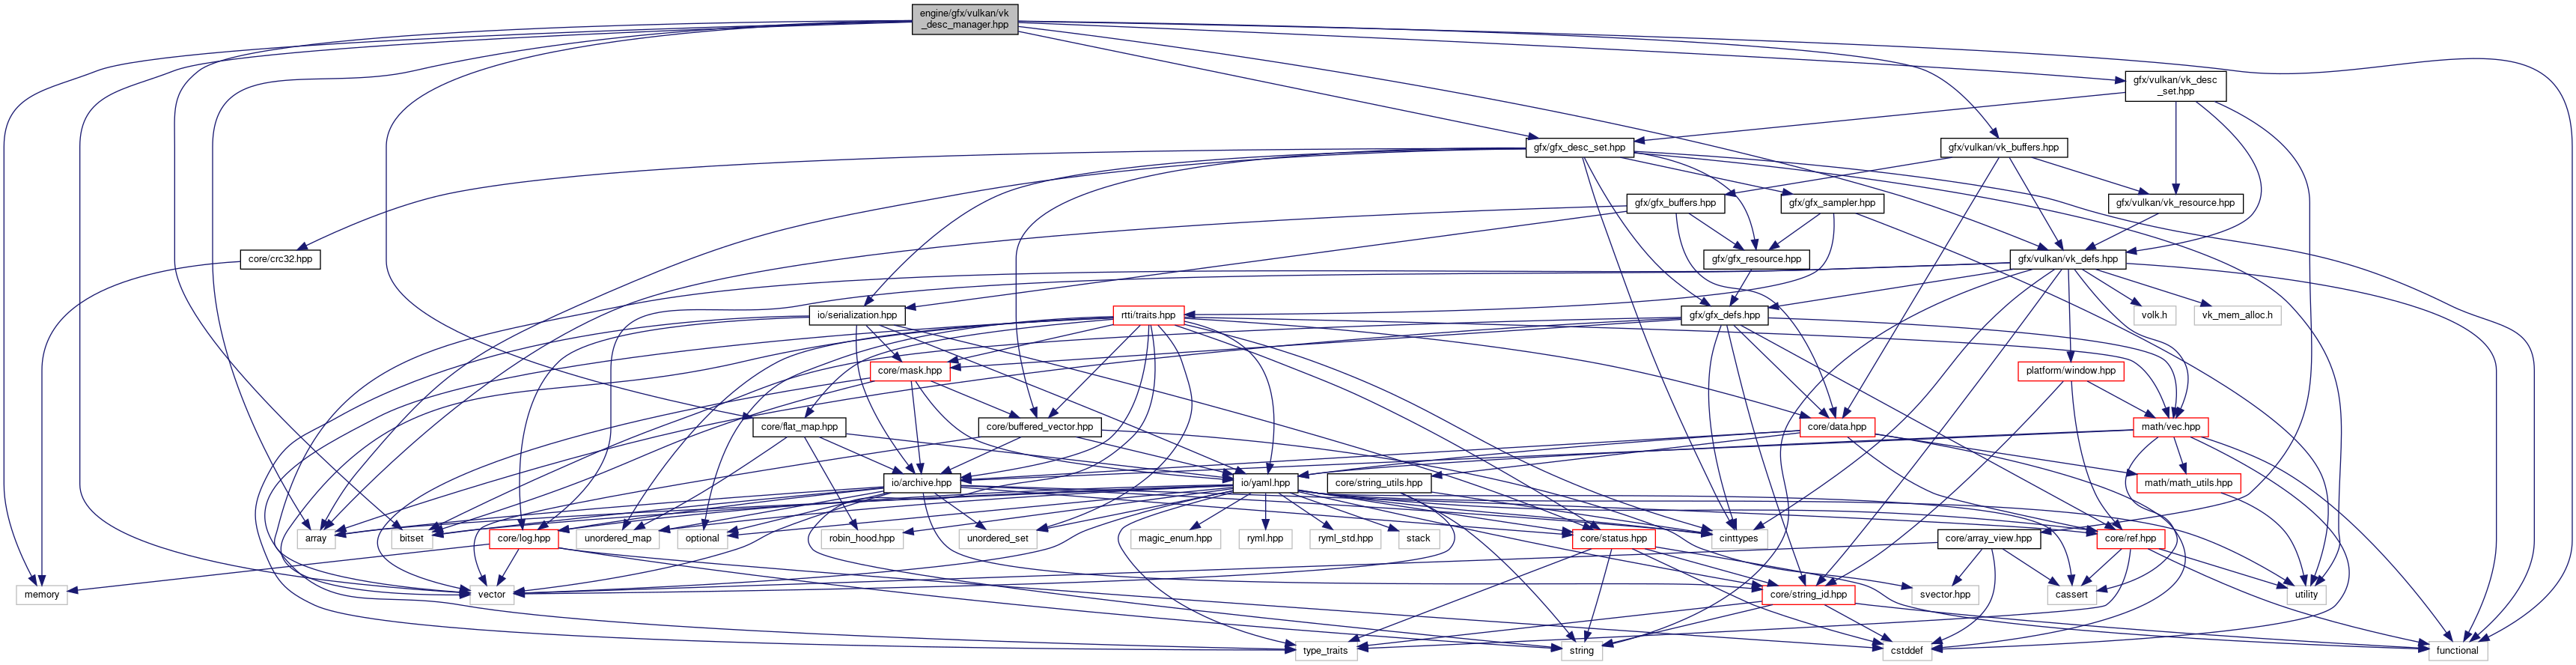 engine/gfx/vulkan/vk
_desc_manager.hpp
gfx/vulkan/vk_desc
_set.hpp
gfx/gfx_desc_set.hpp
gfx/vulkan/vk_buffers.hpp
gfx/gfx_buffers.hpp
gfx/gfx_sampler.hpp
gfx/vulkan/vk_resource.hpp
core/crc32.hpp
gfx/gfx_resource.hpp
gfx/vulkan/vk_defs.hpp
io/serialization.hpp
rtti/traits.hpp
gfx/gfx_defs.hpp
volk.h
vk_mem_alloc.h
core/mask.hpp
platform/window.hpp
core/flat_map.hpp
core/buffered_vector.hpp
core/data.hpp
math/vec.hpp
io/archive.hpp
io/yaml.hpp
core/string_utils.hpp
math/math_utils.hpp
array
bitset
core/log.hpp
unordered_map
optional
robin_hood.hpp
unordered_set
magic_enum.hpp
ryml.hpp
ryml_std.hpp
stack
core/status.hpp
cinttypes
core/array_view.hpp
core/ref.hpp
memory
vector
core/string_id.hpp
svector.hpp
cassert
utility
type_traits
string
cstddef
functional